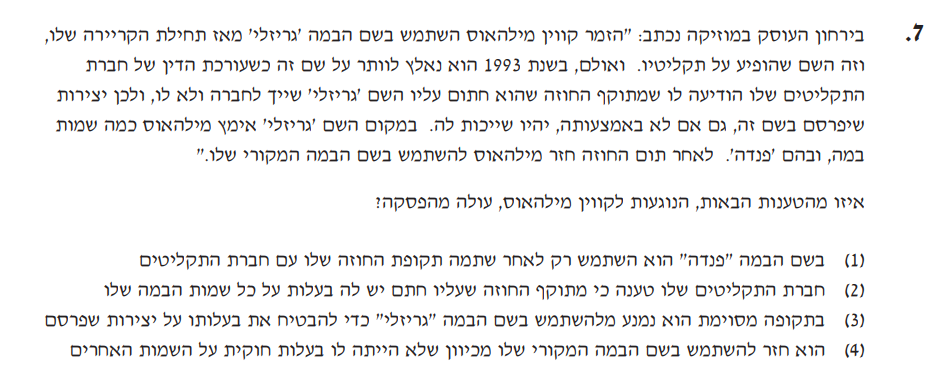 7. בירחון העוסק במוזיקה נכתב: "הזמר קווין מילהאוס השתמש בשם הבמה 'גריזלי' מאז תחילת הקריירה שלו,
וזה השם שהופיע על תקליטיו. ואולם, בשנת 1993 הוא נאלץ לוותר על שם זה כשעורכת הדין של חברת
התקליטים שלו הודיעה לו שמתוקף החוזה שהוא חתום עליו השם 'גריזלי' שייך לחברה ולא לו, ולכן יצירות
שיפרסם בשם זה, גם אם לא באמצעותה, יהיו שייכות לה. במקום השם 'גריזלי' אימץ מילהאוס כמה שמות
במה, ובהם 'פנדה'. לאחר תום החוזה חזר מילהאוס להשתמש בשם הבמה המקורי שלו."
איזו מהטענות הבאות, הנוגעות לקווין מילהאוס, עולה מהפסקה?
(1) בשם הבמה "פנדה" הוא השתמש רק לאחר שתמה תקופת החוזה שלו עם חברת התקליטים
(2) חברת התקליטים שלו טענה כי מתוקף החוזה שעליו חתם יש לה בעלות על כל שמות הבמה שלו
(3) בתקופה מסוימת הוא נמנע מלהשתמש בשם הבמה "גריזלי" כדי להבטיח את בעלותו על יצירות שפרסם
(4) הוא חזר להשתמש בשם הבמה המקורי שלו מכיוון שלא הייתה לו בעלות חוקית על השמות האחרים